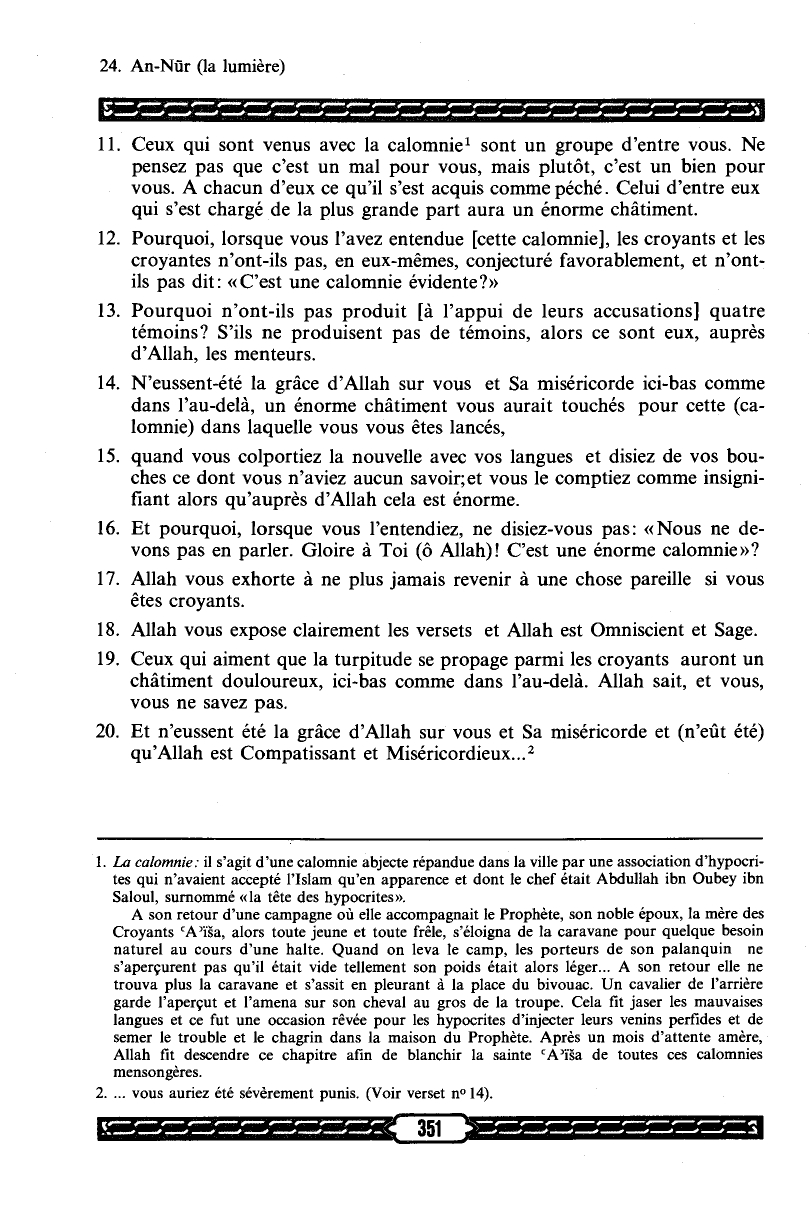 24. An-Nūr (la lumière)
11. Ceux qui sont venus avec la calomnie¹ sont un groupe d'entre vous. Ne
pensez pas que c'est un mal pour vous, mais plutôt, c'est un bien pour
vous. A chacun d'eux ce qu'il s'est acquis comme péché. Celui d'entre eux
qui s'est chargé de la plus grande part aura un énorme châtiment.
12. Pourquoi, lorsque vous l'avez entendue [cette calomnie], les croyants et les
croyantes n'ont-ils pas, en eux-mêmes, conjecturé favorablement, et n'ont-
ils pas dit: «C'est une calomnie évidente?»
13. Pourquoi n'ont-ils pas produit [à l'appui de leurs accusations] quatre
témoins? S'ils ne produisent pas de témoins, alors ce sont eux, auprès
d'Allah, les menteurs.
14. N'eussent-été la grâce d'Allah sur vous et Sa miséricorde ici-bas comme
dans l'au-delà, un énorme châtiment vous aurait touchés pour cette (ca-
lomnie) dans laquelle vous vous êtes lancés,
15. quand vous colportiez la nouvelle avec vos langues et disiez de vos bou-
ches ce dont vous n'aviez aucun savoir;et vous le comptiez comme insigni-
fiant alors qu'auprès d'Allah cela est énorme.
16. Et pourquoi, lorsque vous l'entendiez, ne disiez-vous pas: «Nous ne de-
vons pas en parler. Gloire à Toi (ô Allah)! C'est une énorme calomnie»?
17. Allah vous exhorte à ne plus jamais revenir à une chose pareille si vous
êtes croyants.
18. Allah vous expose clairement les versets et Allah est Omniscient et Sage.
19. Ceux qui aiment que la turpitude se propage parmi les croyants auront un
châtiment douloureux, ici-bas comme dans l'au-delà. Allah sait, et vous,
vous ne savez pas.
20. Et n'eussent été la grâce d'Allah sur vous et Sa miséricorde et (n'eût été)
qu'Allah est Compatissant et Miséricordieux...²
1. La calomnie: il s'agit d'une calomnie abjecte répandue dans la ville par une association d'hypocri-
tes qui n'avaient accepté l'Islam qu'en apparence et dont le chef était Abdullah ibn Oubey ibn
Saloul, surnommé «la tête des hypocrites».
A son retour d'une campagne où elle accompagnait le Prophète, son noble époux, la mère des
Croyants ʿAʾïša, alors toute jeune et toute frêle, s'éloigna de la caravane pour quelque besoin
naturel au cours d'une halte. Quand on leva le camp, les porteurs de son palanquin ne
s'aperçurent pas qu'il était vide tellement son poids était alors léger... A son retour elle ne
trouva plus la caravane et s'assit en pleurant à la place du bivouac. Un cavalier de l'arrière
garde l'aperçut et l'amena sur son cheval au gros de la troupe. Cela fit jaser les mauvaises
langues et ce fut une occasion rêvée pour les hypocrites d'injecter leurs venins perfides et de
semer le trouble et le chagrin dans la maison du Prophète. Après un mois d'attente amère,
Allah fit descendre ce chapitre afin de blanchir la sainte ʿAʾïša de toutes ces calomnies
mensongères.
2. ... vous auriez été sévèrement punis. (Voir verset nº 14).
351